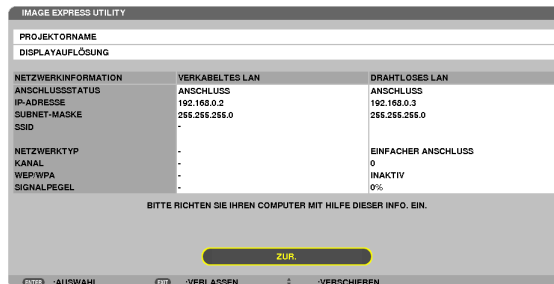 IMAGE EXPRESS UTILITY
PROJEKTORNAME
DISPLAYAUFLÖSUNG
NETZWERKINFORMATION VERKABELTES LAN DRAHTLOSES LAN
ANSCHLUSSSTATUS ANSCHLUSS ANSCHLUSS
IP-ADRESSE 192.168.0.2 192.168.0.3
SUBNET-MASKE 255.255.255.0 255.255.255.0
SSID -
NETZWERKTYP - EINFACHER ANSCHLUSS
KANAL - 0
WEP/WPA - INAKTIV
SIGNALPEGEL - 0%
BITTE RICHTEN SIE IHREN COMPUTER MIT HILFE DIESER INFO. EIN.
ZUR.
ENTER :AUSWAHL EXIT :VERLASSEN :VERSCHIEBEN